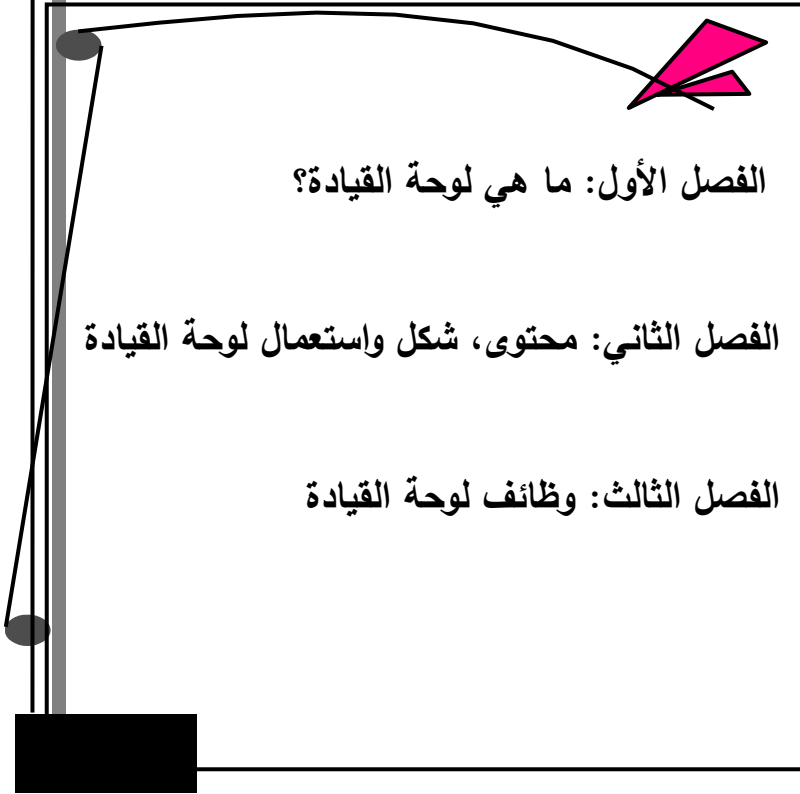 الفصل الأول: ما هي لوحة القيادة؟
الفصل الثاني: محتوى، شكل واستعمال لوحة القيادة
الفصل الثالث: وظائف لوحة القيادة